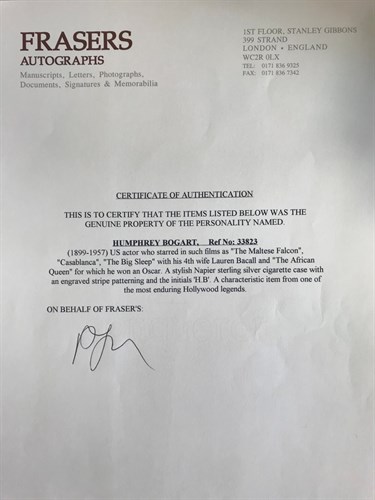 FRASERS
AUTOGRAPHS
Manuscripts, Letters, Photographs,
Documents, Signatures & Memorabilia
1ST FLOOR, STANLEY GIBBONS
399 STRAND
LONDON • ENGLAND
WC2R 0LX
TEL: 0171 836 9325
FAX: 0171 836 7342
CERTIFICATE OF AUTHENTICATION
THIS IS TO CERTIFY THAT THE ITEMS LISTED BELOW WAS THE
GENUINE PROPERTY OF THE PERSONALITY NAMED.
HUMPHREY BOGART, Ref No: 33823
(1899-1957) US actor who starred in such films as "The Maltese Falcon",
"Casablanca", "The Big Sleep" with his 4th wife Lauren Bacall and "The African
Queen" for which he won an Oscar. A stylish Napier sterling silver cigarette case with
an engraved stripe patterning and the initials 'H.B'. A characteristic item from one of
the most enduring Hollywood legends.
ON BEHALF OF FRASER'S: